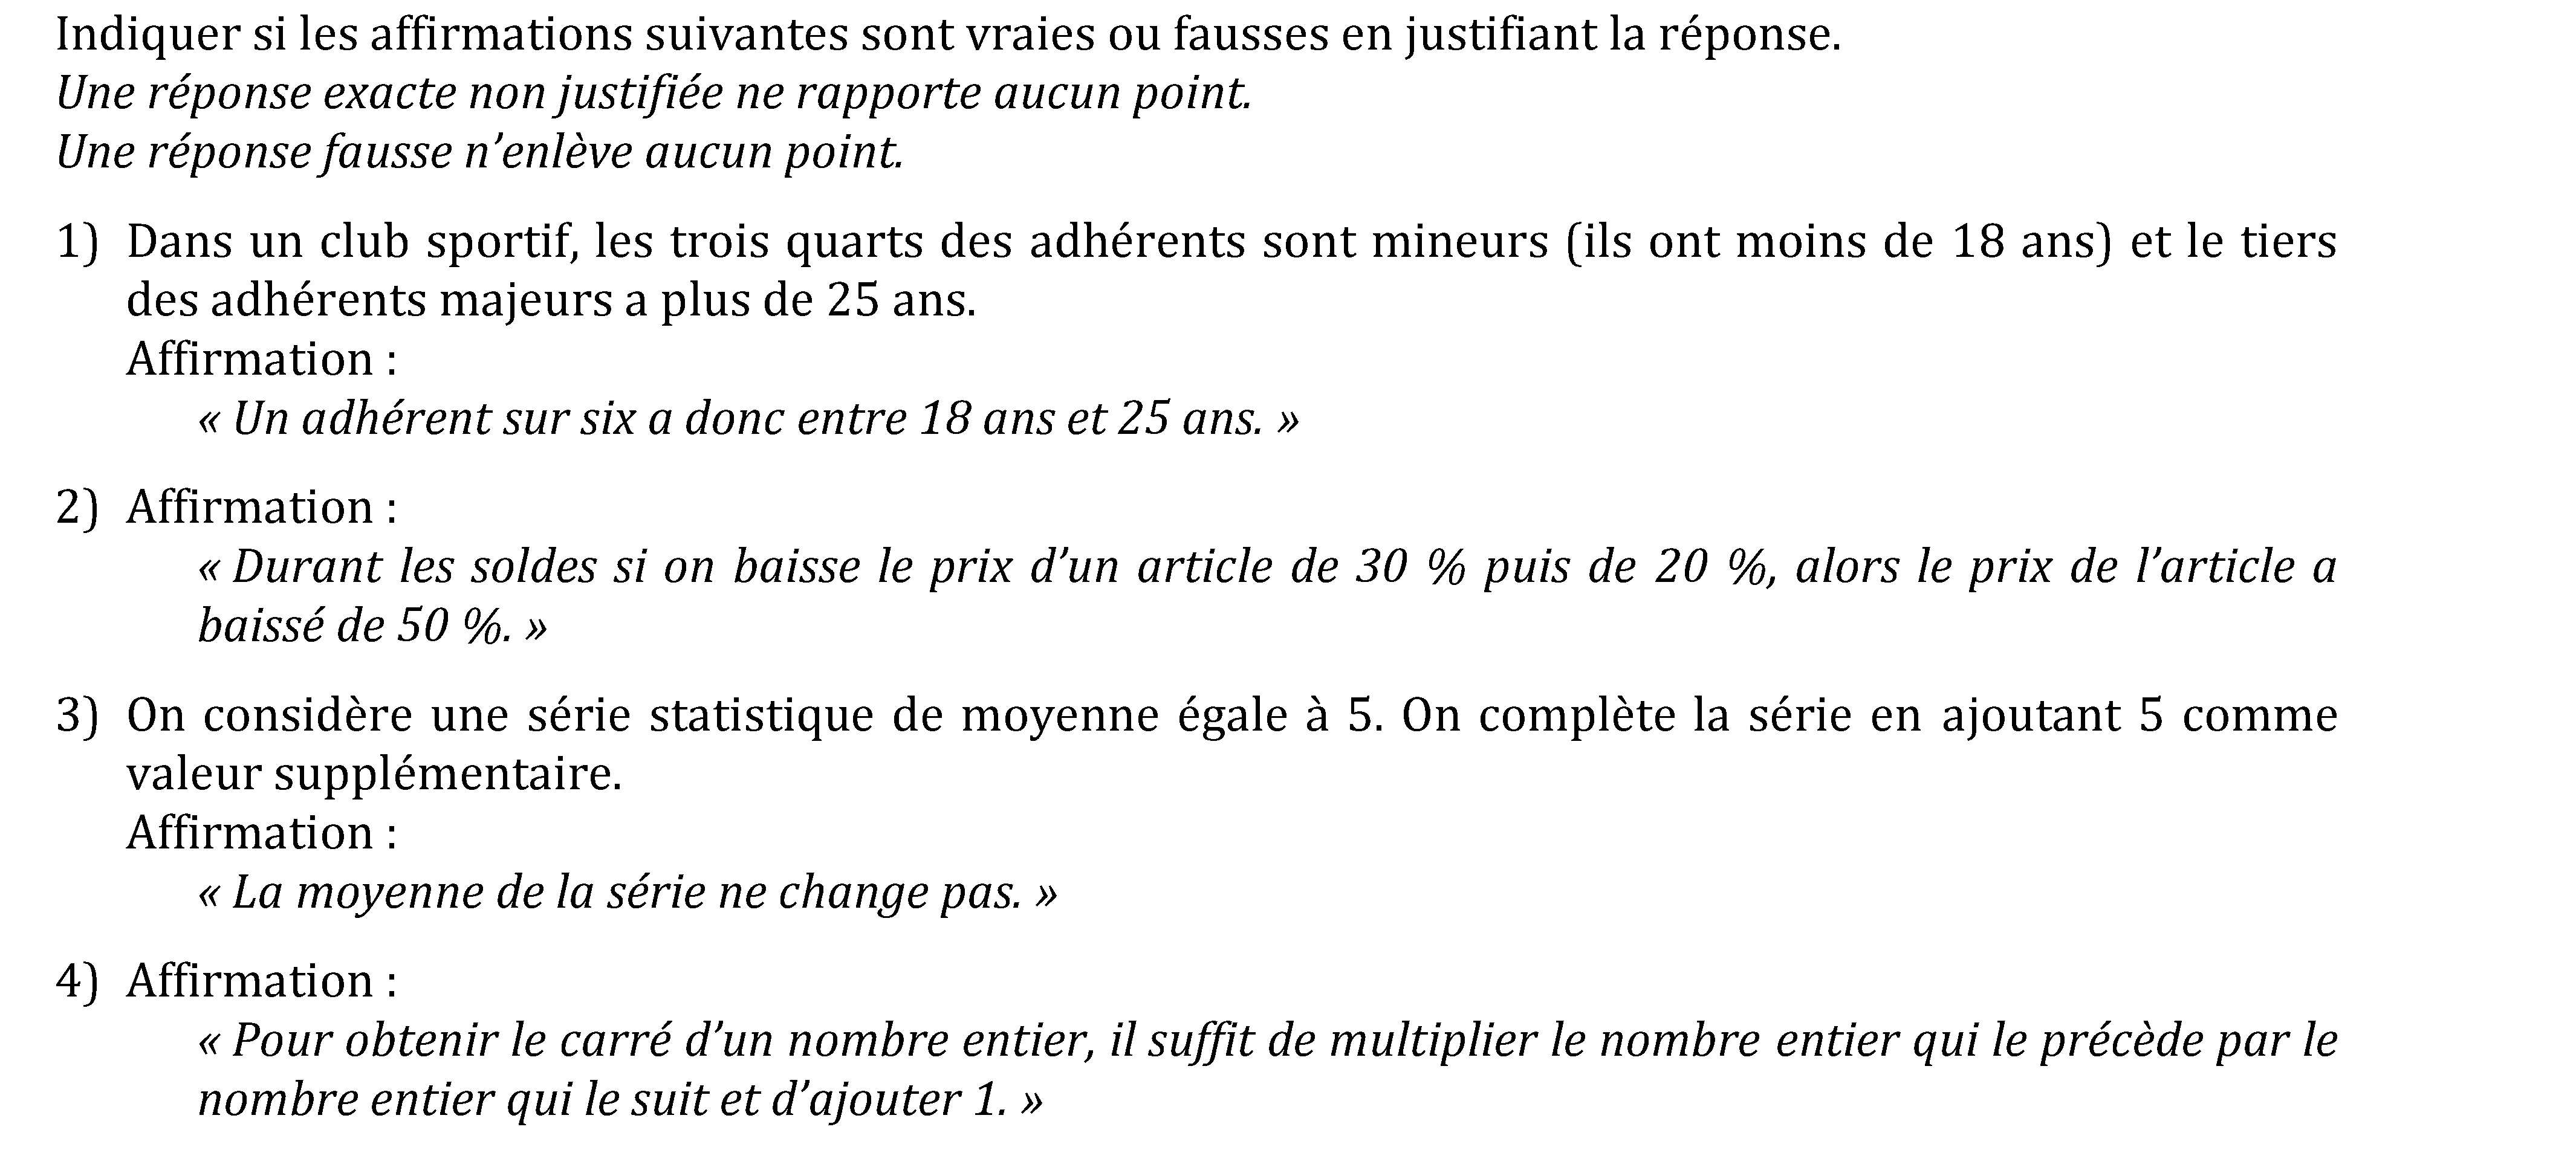 Indiquer si les affirmations suivantes sont vraies ou fausses en justifiant la réponse.
Une réponse exacte non justifiée ne rapporte aucun point.
Une réponse fausse n’enlève aucun point.
1) Dans un club sportif, les trois quarts des adhérents sont mineurs (ils ont moins de 18 ans) et le tiers
des adhérents majeurs a plus de 25 ans.
Affirmation :
« Un adhérent sur six a donc entre 18 ans et 25 ans. »
2) Affirmation :
« Durant les soldes si on baisse le prix d’un article de 30 % puis de 20 %, alors le prix de l’article a
baissé de 50 %. »
3) On considère une série statistique de moyenne égale à 5. On complète la série en ajoutant 5 comme
valeur supplémentaire.
Affirmation :
« La moyenne de la série ne change pas. »
4) Affirmation :
« Pour obtenir le carré d’un nombre entier, il suffit de multiplier le nombre entier qui le précède par le
nombre entier qui le suit et d’ajouter 1. »